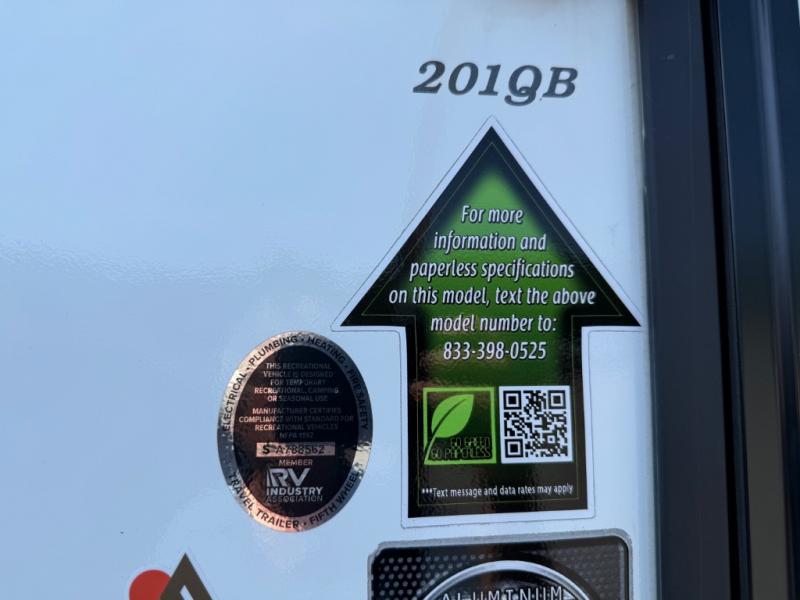 201QB
For more
information and
paperless specifications
on this model, text the above
model number to:
833-398-0525
GO GREEN
GO PAPERLESS
***Text message and data rates may apply
ELECTRICAL • PLUMBING • HEATING • FIRE SAFETY
THIS RECREATIONAL
VEHICLE IS DESIGNED
FOR TEMPORARY
RECREATIONAL, CAMPING
OR SEASONAL USE
MANUFACTURER CERTIFIES
COMPLIANCE WITH STANDARD FOR
RECREATIONAL VEHICLES
NFPA 1192
MEMBER
RV
INDUSTRY
ASSOCIATION
TRAVEL TRAILER • FIFTH WHEEL
ALUMINUM